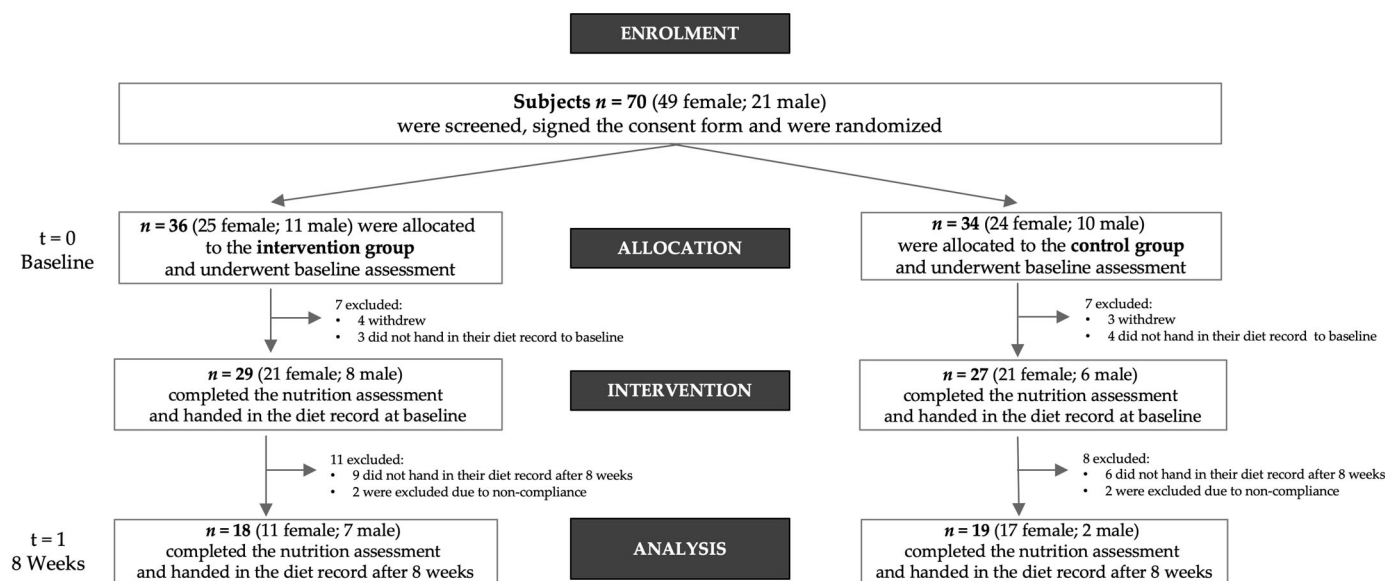 ENROLMENT
Subjects n = 70 (49 female; 21 male)
were screened, signed the consent form and were randomized
t = 0
Baseline
n = 36 (25 female; 11 male) were allocated
to the intervention group
and underwent baseline assessment
ALLOCATION
n = 34 (24 female; 10 male)
were allocated to the control group
and underwent baseline assessment
7 excluded:
• 4 withdrew
• 3 did not hand in their diet record to baseline
7 excluded:
• 3 withdrew
• 4 did not hand in their diet record to baseline
n = 29 (21 female; 8 male)
completed the nutrition assessment
and handed in the diet record at baseline
INTERVENTION
n = 27 (21 female; 6 male)
completed the nutrition assessment
and handed in the diet record at baseline
11 excluded:
• 9 did not hand in their diet record after 8 weeks
• 2 were excluded due to non-compliance
8 excluded:
• 6 did not hand in their diet record after 8 weeks
• 2 were excluded due to non-compliance
t = 1
8 Weeks
n = 18 (11 female; 7 male)
completed the nutrition assessment
and handed in the diet record after 8 weeks
ANALYSIS
n = 19 (17 female; 2 male)
completed the nutrition assessment
and handed in the diet record after 8 weeks